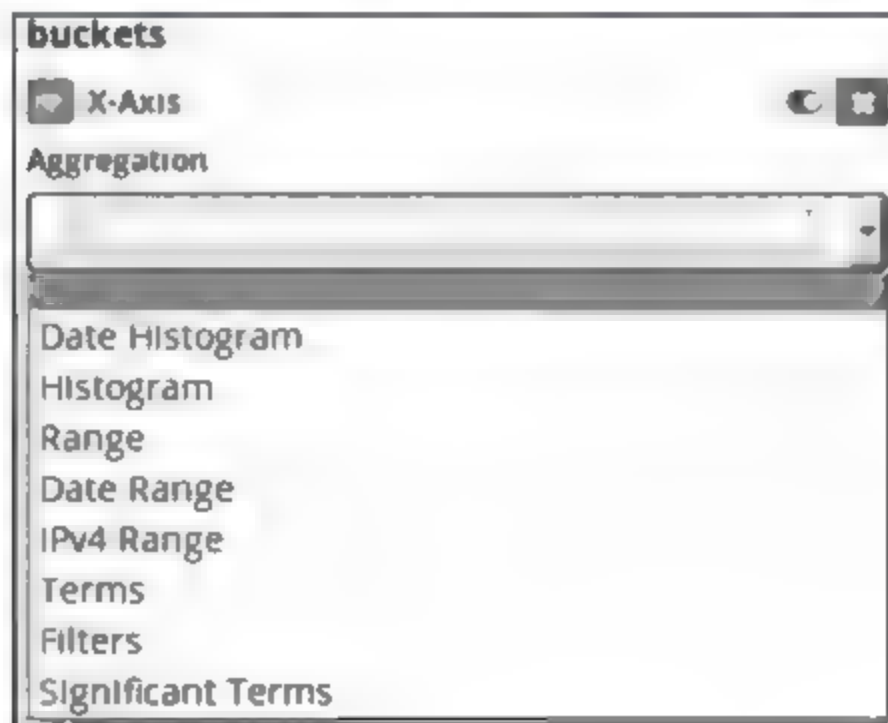 buckets
X-Axis
Aggregation
Date Histogram
Histogram
Range
Date Range
IPv4 Range
Terms
Filters
Significant Terms